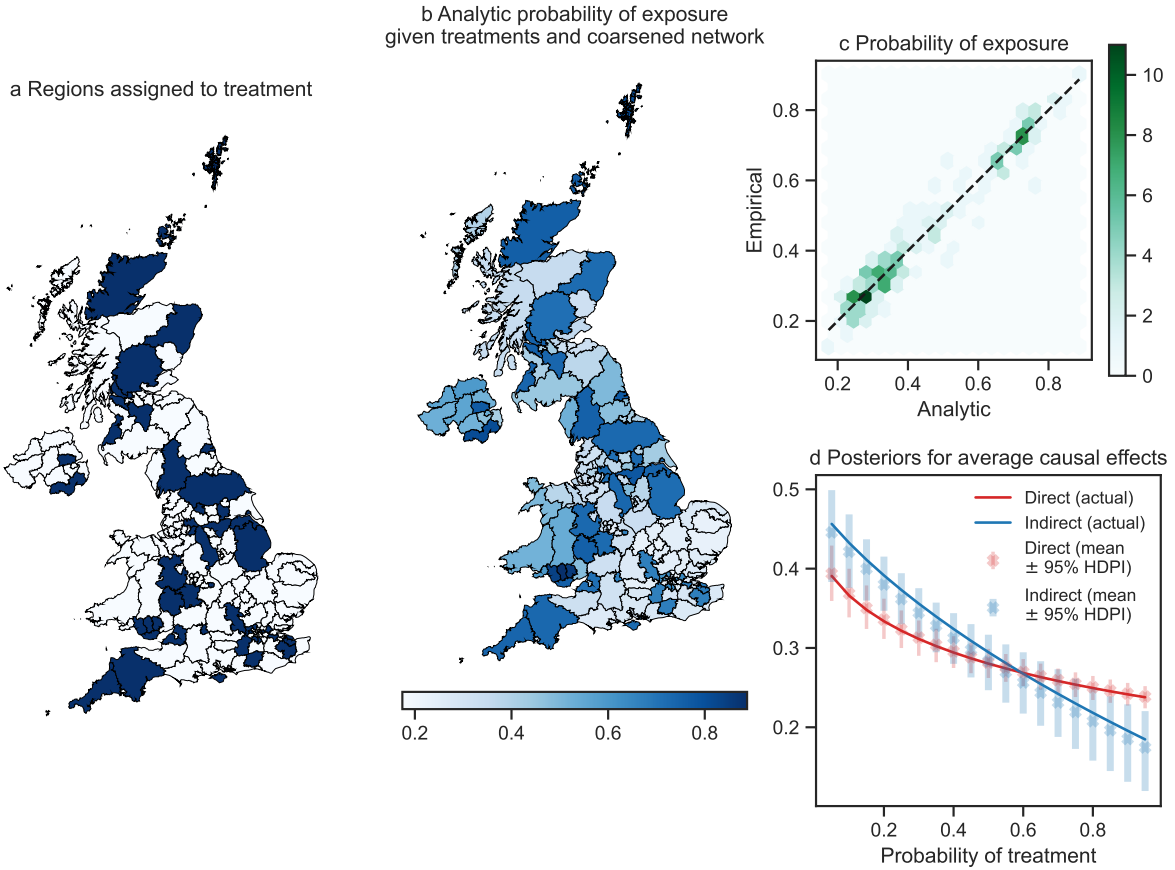 a Regions assigned to treatment
b Analytic probability of exposure
given treatments and coarsened network
0.2 0.4 0.6 0.8
c Probability of exposure
Empirical
0.8
0.6
0.4
0.2
0.2 0.4 0.6 0.8
Analytic
10
8
6
4
2
0
d Posteriors for average causal effects
0.5
0.4
0.3
0.2
Direct (actual)
Indirect (actual)
Direct (mean
± 95% HDPI)
Indirect (mean
± 95% HDPI)
0.2 0.4 0.6 0.8
Probability of treatment